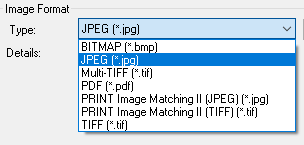 Image Format
Type: JPEG (*.jpg)
BITMAP (*.bmp)
Details: JPEG (*.jpg)
Multi-TIFF (*.tif)
PDF (*.pdf)
PRINT Image Matching II (JPEG) (*.jpg)
PRINT Image Matching II (TIFF) (*.tif)
TIFF (*.tif)